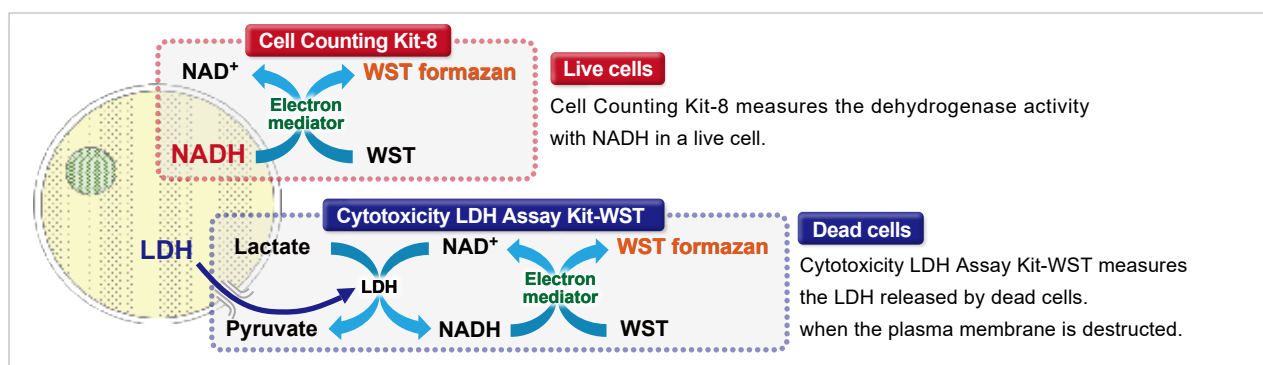 Cell Counting Kit-8
NAD+ WST formazan
Electron
mediator
NADH WST
Live cells
Cell Counting Kit-8 measures the dehydrogenase activity
with NADH in a live cell.
Cytotoxicity LDH Assay Kit-WST
LDH Lactate NAD+ WST formazan
LDH
Electron
mediator
Pyruvate NADH WST
Dead cells
Cytotoxicity LDH Assay Kit-WST measures
the LDH released by dead cells.
when the plasma membrane is destructed.